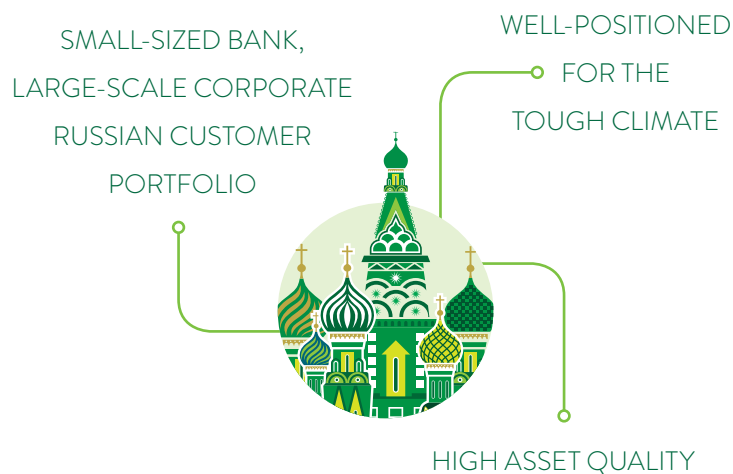 SMALL-SIZED BANK,
LARGE-SCALE CORPORATE
RUSSIAN CUSTOMER
PORTFOLIO
WELL-POSITIONED
FOR THE
TOUGH CLIMATE
HIGH ASSET QUALITY